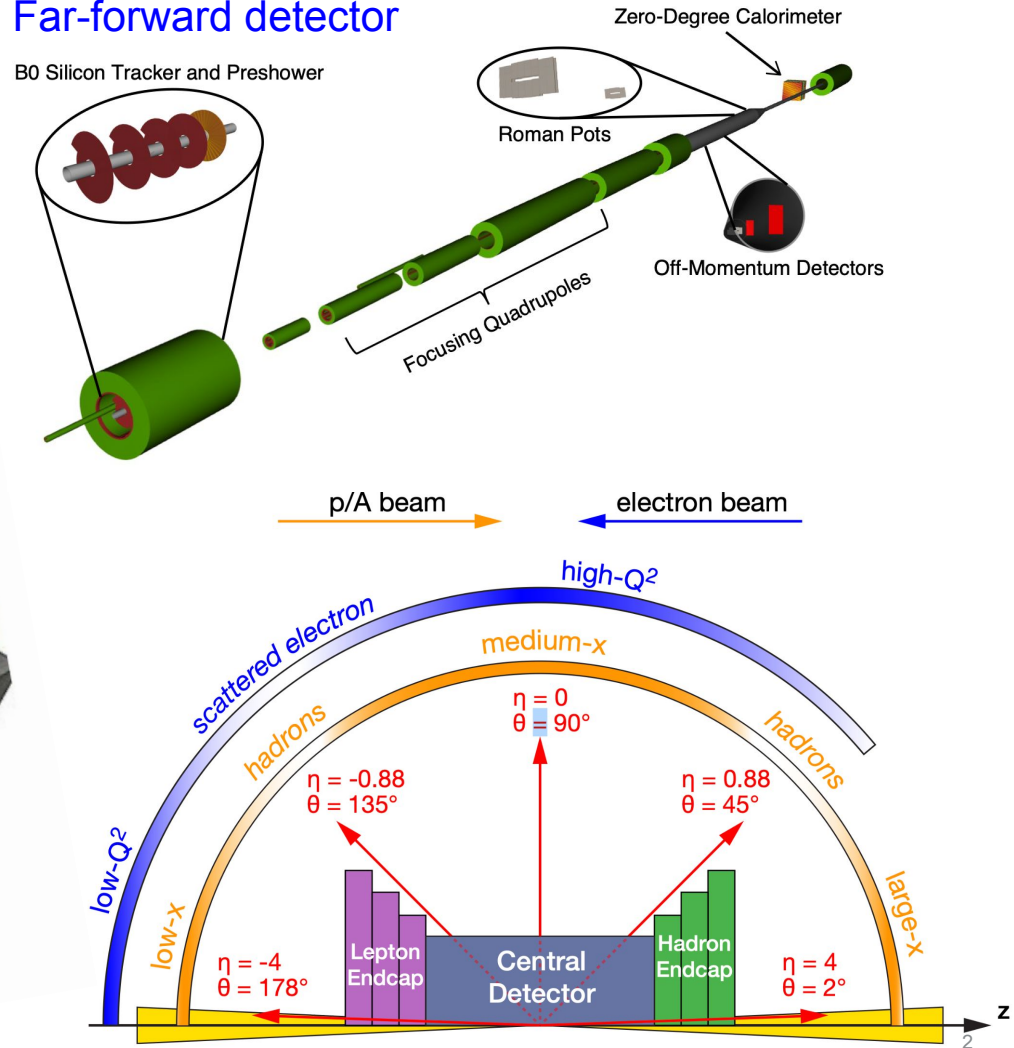 Far-forward detector
Zero-Degree Calorimeter
B0 Silicon Tracker and Preshower
Roman Pots
Off-Momentum Detectors
Focusing Quadrupoles
p/A beam
electron beam
high-Q²
scattered electron
medium-x
η = 0
θ = 90°
hadrons
hadrons
η = -0.88
θ = 135°
η = 0.88
θ = 45°
low-Q²
low-x
large-x
Lepton
Endcap
Central
Detector
Hadron
Endcap
η = -4
θ = 178°
η = 4
θ = 2°
z
2